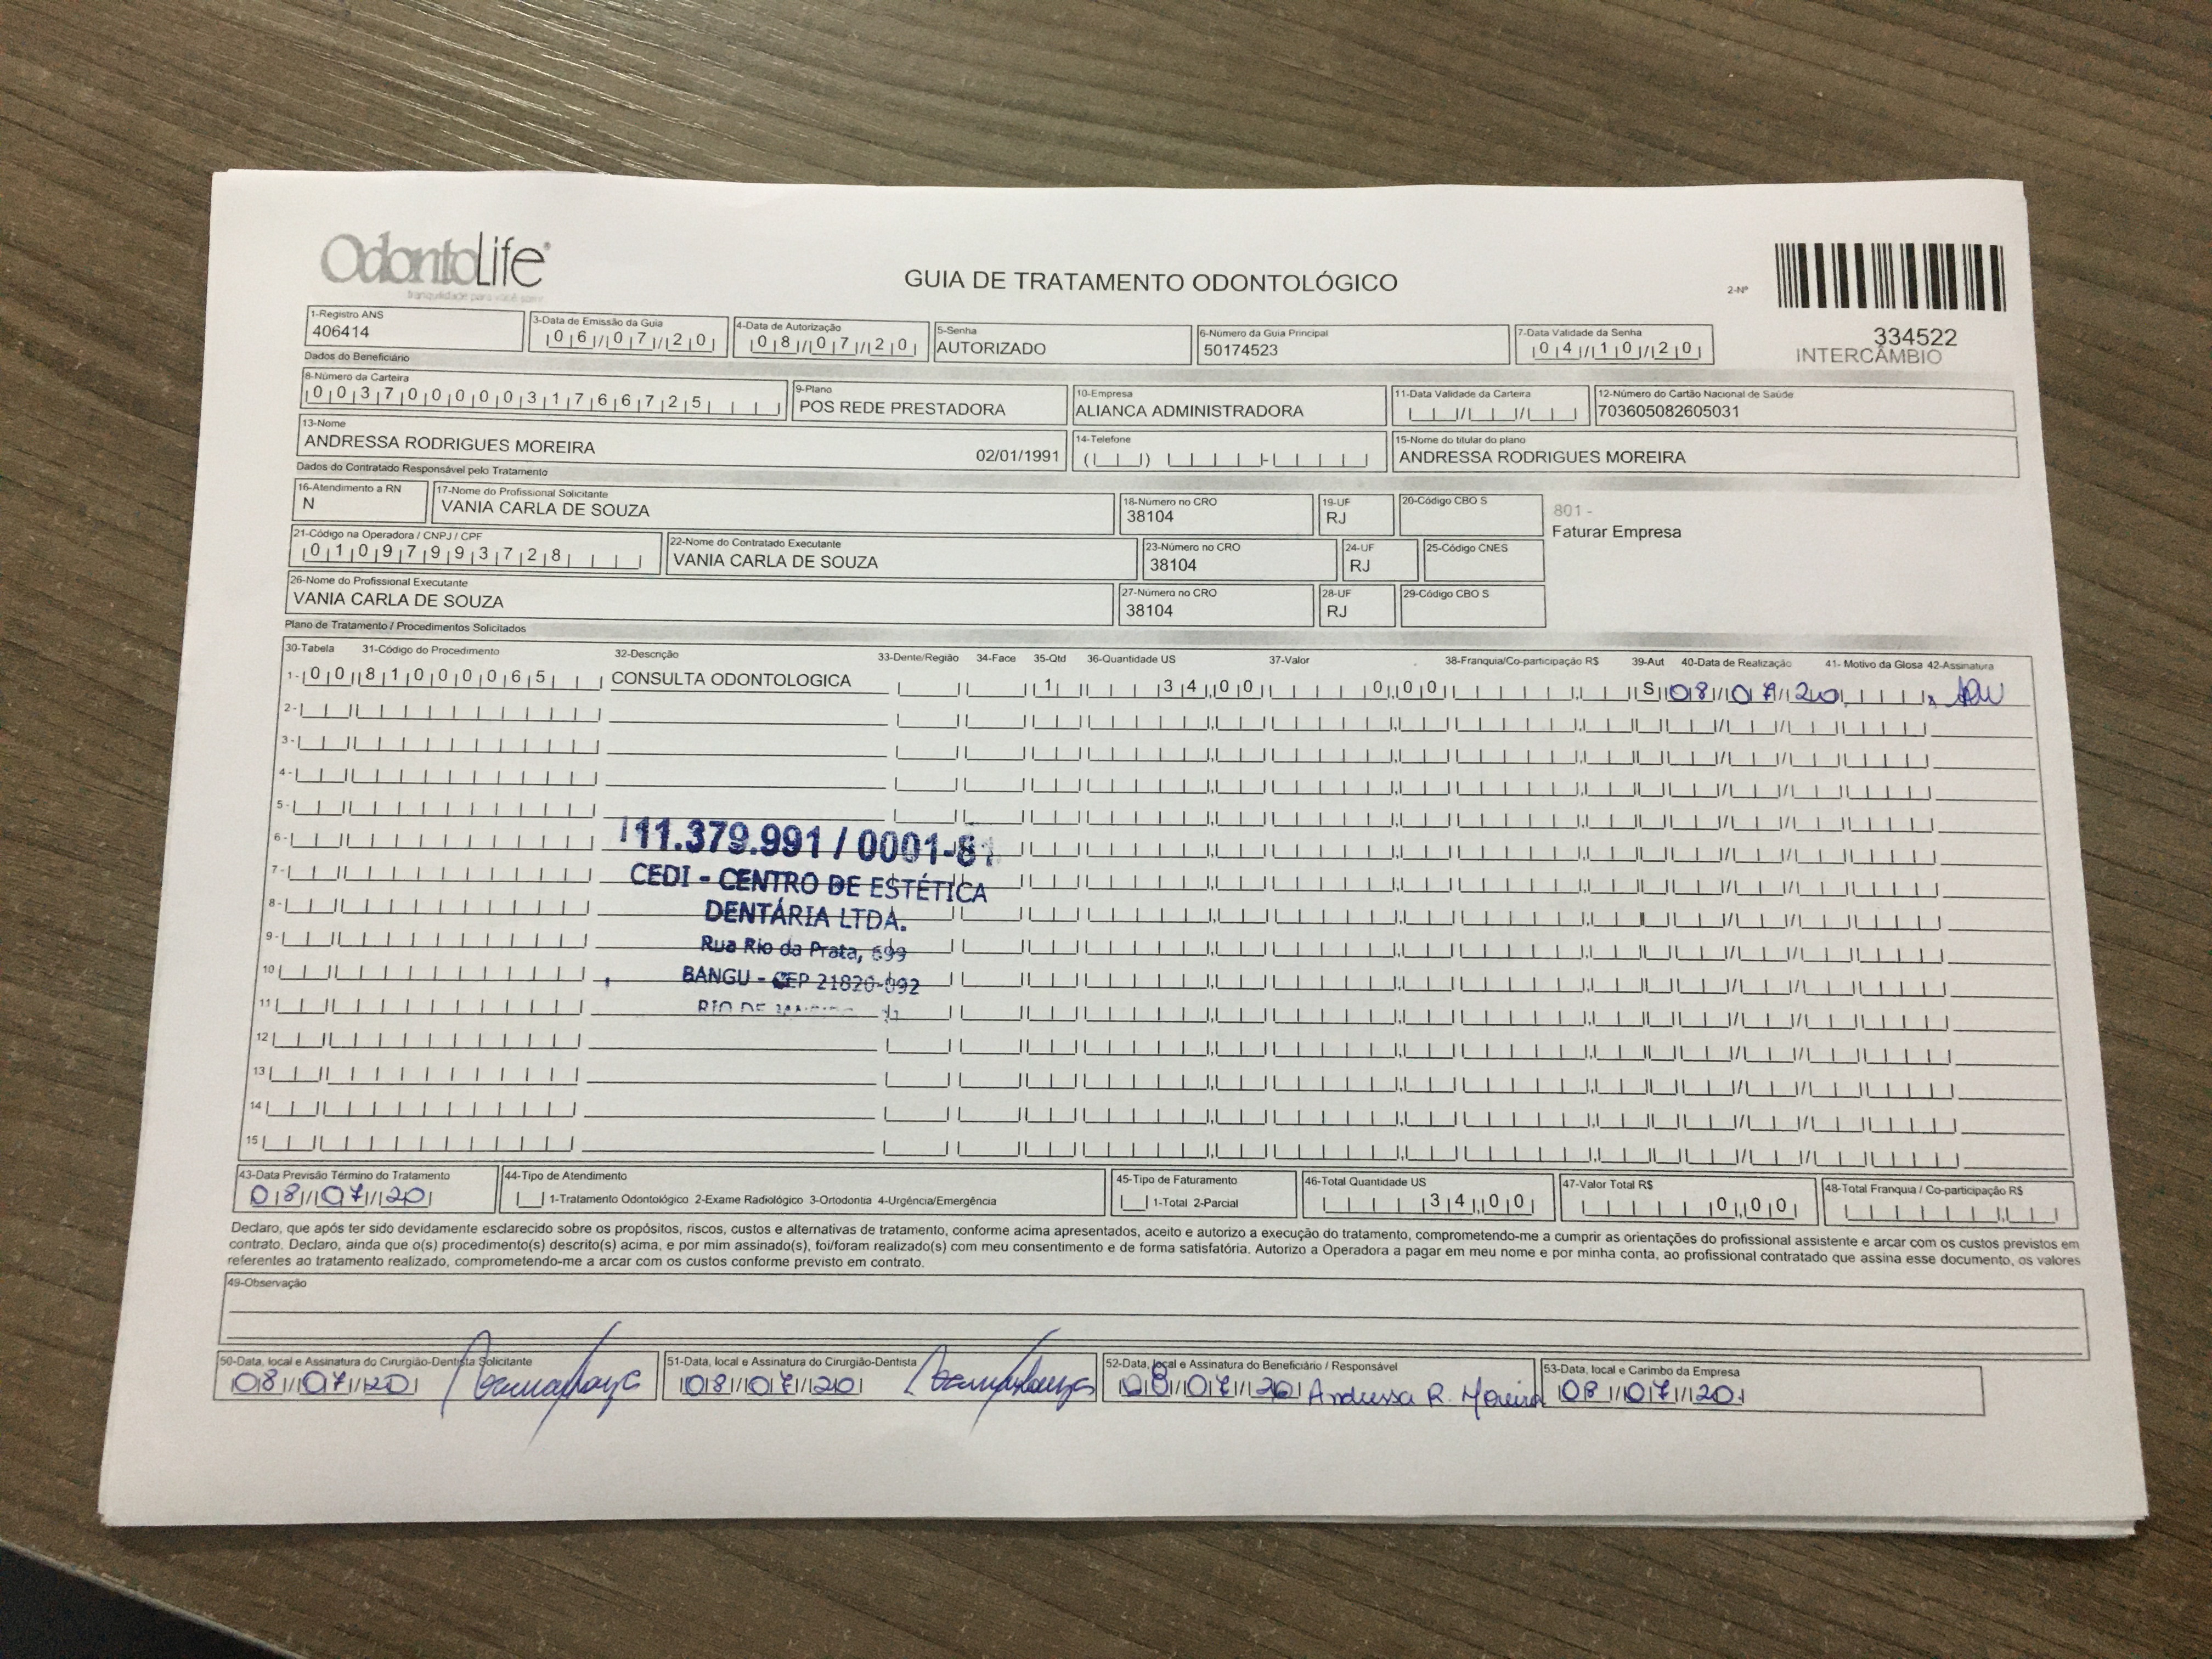 OdontoLife®
tranquilidade para você sorrir
GUIA DE TRATAMENTO ODONTOLÓGICO
2-Nº
334522
INTERCÂMBIO
1-Registro ANS
406414
3-Data de Emissão da Guia
06/07/20
4-Data de Autorização
08/07/20
5-Senha
AUTORIZADO
6-Número da Guia Principal
50174523
7-Data Validade da Senha
04/10/20
Dados do Beneficiário
8-Número da Carteira
00370000031766725
9-Plano
POS REDE PRESTADORA
10-Empresa
ALIANCA ADMINISTRADORA
11-Data Validade da Carteira
12-Número do Cartão Nacional de Saúde
703605082605031
13-Nome
ANDRESSA RODRIGUES MOREIRA 02/01/1991
14-Telefone
15-Nome do titular do plano
ANDRESSA RODRIGUES MOREIRA
Dados do Contratado Responsável pelo Tratamento
16-Atendimento a RN
N
17-Nome do Profissional Solicitante
VANIA CARLA DE SOUZA
18-Número no CRO
38104
19-UF
RJ
20-Código CBO S
801 -
Faturar Empresa
21-Código na Operadora / CNPJ / CPF
01097993728
22-Nome do Contratado Executante
VANIA CARLA DE SOUZA
23-Número no CRO
38104
24-UF
RJ
25-Código CNES
26-Nome do Profissional Executante
VANIA CARLA DE SOUZA
27-Número no CRO
38104
28-UF
RJ
29-Código CBO S
Plano de Tratamento / Procedimentos Solicitados
30-Tabela 31-Código do Procedimento 32-Descrição 33-Dente/Região 34-Face 35-Qtd 36-Quantidade US 37-Valor 38-Franquia/Co-participação R$ 39-Aut 40-Data de Realização 41- Motivo da Glosa 42-Assinatura
1- 00 81000065 CONSULTA ODONTOLOGICA 1 34,00 0,00 S 08/07/20
2-
3-
4-
5-
6-
7-
8-
9-
10
11
12
13
14
15
11.379.991 / 0001-81
CEDI - CENTRO DE ESTÉTICA
DENTÁRIA LTDA.
Rua Rio da Prata, 699
BANGU - CEP 21820-092
RIO DE
43-Data Previsão Término do Tratamento
08/07/20
44-Tipo de Atendimento
1-Tratamento Odontológico 2-Exame Radiológico 3-Ortodontia 4-Urgência/Emergência
45-Tipo de Faturamento
1-Total 2-Parcial
46-Total Quantidade US
34,00
47-Valor Total R$
0,00
48-Total Franquia / Co-participação R$
Declaro, que após ter sido devidamente esclarecido sobre os propósitos, riscos, custos e alternativas de tratamento, conforme acima apresentados, aceito e autorizo a execução do tratamento, comprometendo-me a cumprir as orientações do profissional assistente e arcar com os custos previstos em
contrato. Declaro, ainda que o(s) procedimento(s) descrito(s) acima, e por mim assinado(s), foi/foram realizado(s) com meu consentimento e de forma satisfatória. Autorizo a Operadora a pagar em meu nome e por minha conta, ao profissional contratado que assina esse documento, os valores
referentes ao tratamento realizado, comprometendo-me a arcar com os custos conforme previsto em contrato.
49-Observação
50-Data, local e Assinatura do Cirurgião-Dentista Solicitante
08/07/20
51-Data, local e Assinatura do Cirurgião-Dentista
08/07/20
52-Data, local e Assinatura do Beneficiário / Responsável
08/07/20 Andressa R. Moreira
53-Data, local e Carimbo da Empresa
08/07/20